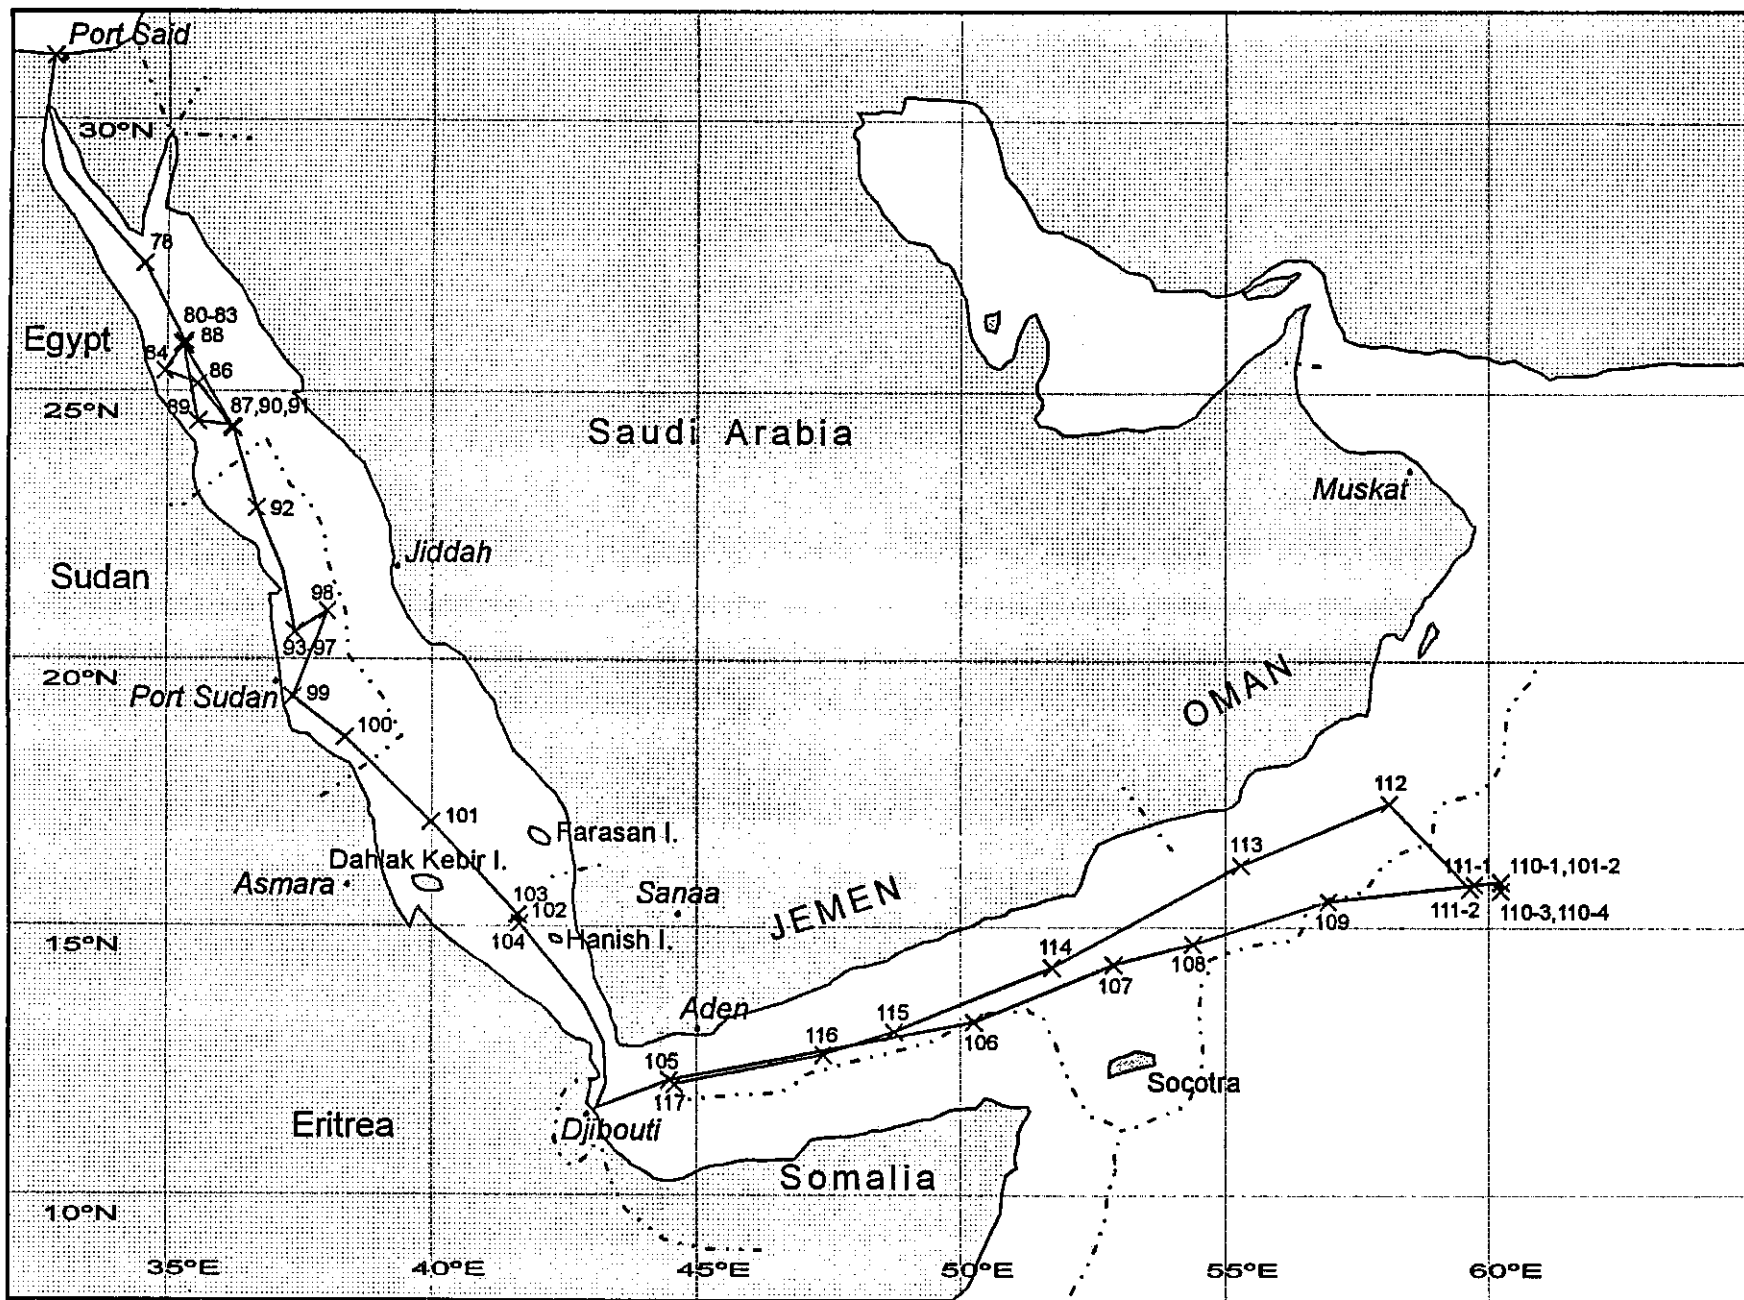 Port Said
30°N
78
80-83
88
Egypt
84
86
25°N
89
87,90,91
Saudi Arabia
Muskat
92
Jiddah
Sudan
98
93-97
20°N
Port Sudan
99
OMAN
100
112
101
Farasan I.
Dahlak Kebir I.
113
111-1
110-1,101-2
Asmara
103
102
Sanaa
JEMEN
111-2
110-3,110-4
104
Hanish I.
109
15°N
114
108
107
Aden
115
106
116
105
117
Socotra
Eritrea
Djibouti
Somalia
10°N
35°E
40°E
45°E
50°E
55°E
60°E